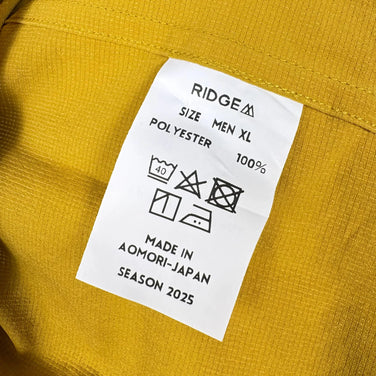 RIDGE
SIZE MEN XL
POLYESTER 100%
40
MADE IN
AOMORI-JAPAN
SEASON 2025